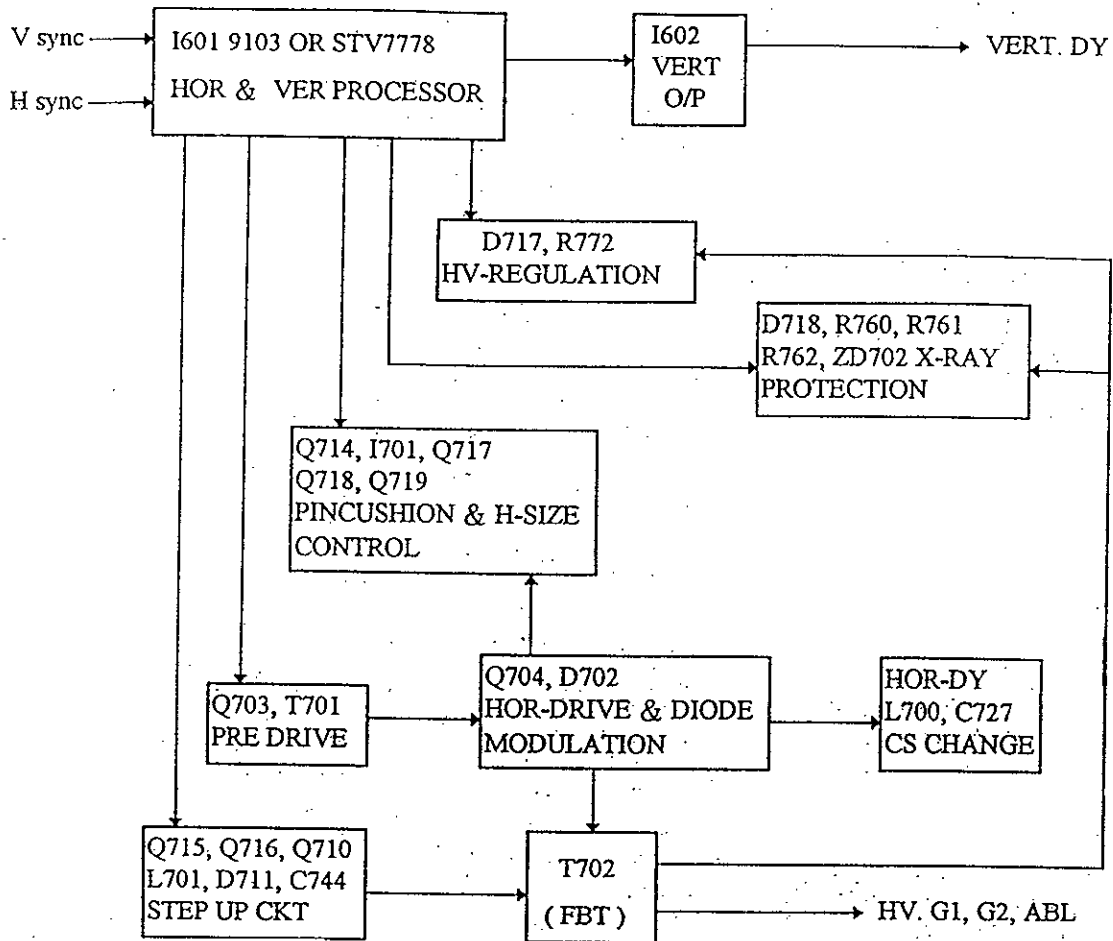 V sync
H sync
I601 9103 OR STV7778
HOR & VER PROCESSOR
I602
VERT
O/P
VERT. DY
D717, R772
HV-REGULATION
D718, R760, R761
R762, ZD702 X-RAY
PROTECTION
Q714, I701, Q717
Q718, Q719
PINCUSHION & H-SIZE
CONTROL
Q703, T701
PRE DRIVE
Q704, D702
HOR-DRIVE & DIODE
MODULATION
HOR-DY
L700, C727
CS CHANGE
Q715, Q716, Q710
L701, D711, C744
STEP UP CKT
T702
( FBT )
HV. G1, G2, ABL